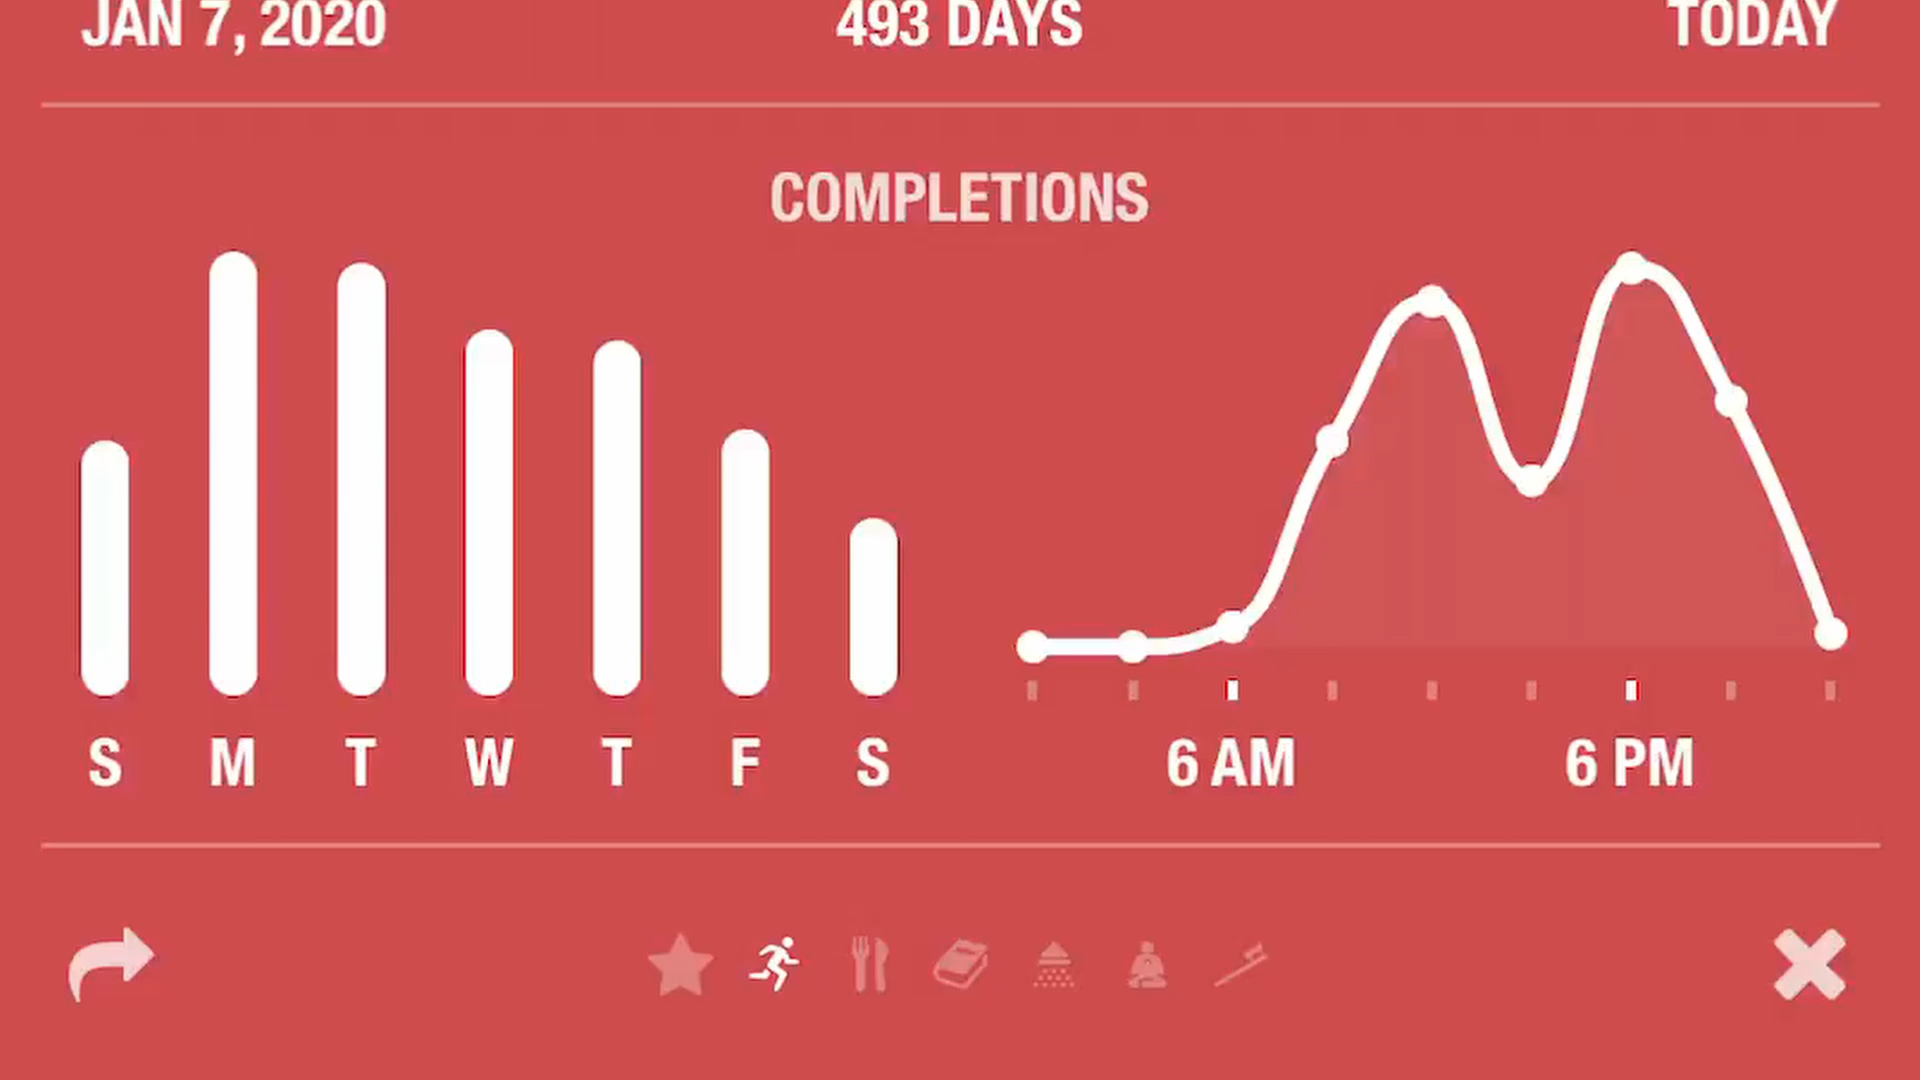 JAN 7, 2020 493 DAYS TODAY
COMPLETIONS
S M T W T F S 6 AM 6 PM